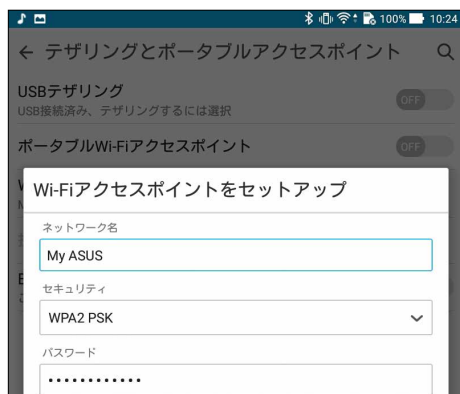 100% 10:24
テザリングとポータブルアクセスポイント
USBテザリング
USB接続済み、テザリングするには選択
OFF
ポータブルWi-Fiアクセスポイント
OFF
Wi-Fiアクセスポイントをセットアップ
ネットワーク名
My ASUS
セキュリティ
WPA2 PSK
パスワード
••••••••••••